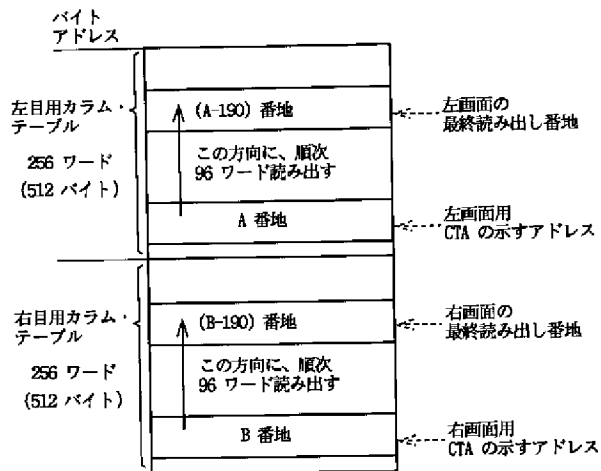 バイト
アドレス
左目用カラム・
テーブル
256 ワード
(512 バイト)
(A-190) 番地
この方向に、順次
96 ワード読み出す
A 番地
左画面の
最終読み出し番地
左画面用
CTA の示すアドレス
右目用カラム・
テーブル
256 ワード
(512 バイト)
(B-190) 番地
この方向に、順次
96 ワード読み出す
B 番地
右画面の
最終読み出し番地
右画面用
CTA の示すアドレス